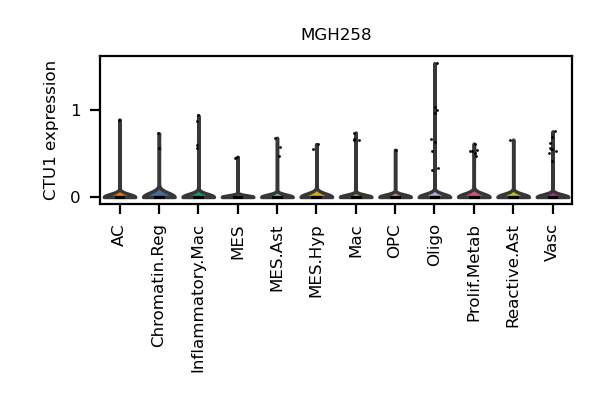 MGH258
CTU1 expression
1
0
AC
Chromatin.Reg
Inflammatory.Mac
MES
MES.Ast
MES.Hyp
Mac
OPC
Oligo
Prolif.Metab
Reactive.Ast
Vasc